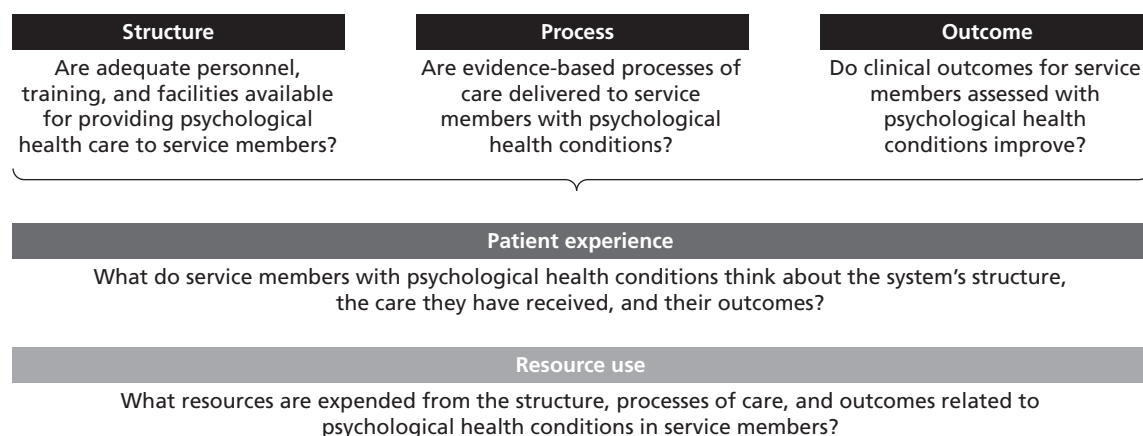 Structure
Are adequate personnel,
training, and facilities available
for providing psychological
health care to service members?
Process
Are evidence-based processes of
care delivered to service
members with psychological
health conditions?
Outcome
Do clinical outcomes for service
members assessed with
psychological health
conditions improve?
Patient experience
What do service members with psychological health conditions think about the system’s structure,
the care they have received, and their outcomes?
Resource use
What resources are expended from the structure, processes of care, and outcomes related to
psychological health conditions in service members?